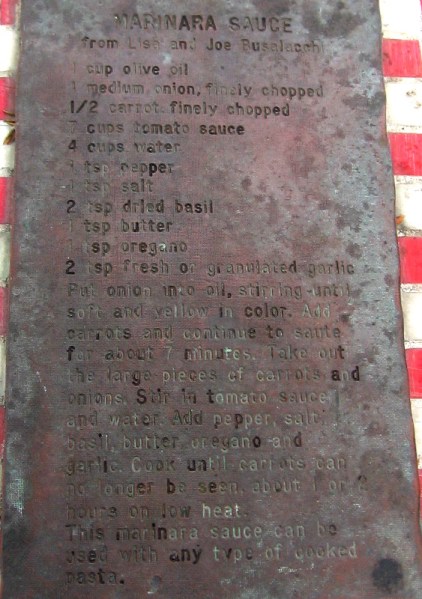 MARINARA SAUCE
from Lise and Joe Busalacchi
1 cup olive oil
1 medium onion, finely chopped
1/2 carrot finely chopped
7 cups tomato sauce
4 cups water
1 tsp pepper
1 tsp salt
2 tsp dried basil
1 tsp butter
1 tsp oregano
2 tsp fresh or granulated garlic
Put onion into oil, stirring until
soft and yellow in color. Add
carrots and continue to saute
for about 7 minutes. Take out
the large pieces of carrots and
onions. Stir in tomato sauce
and water. Add pepper, salt,
basil, butter oregano and
garlic. Cook until carrots can
no longer be seen, about 1 or 2
hours on low heat.
This marinara sauce can be
used with any type of cooked
pasta.